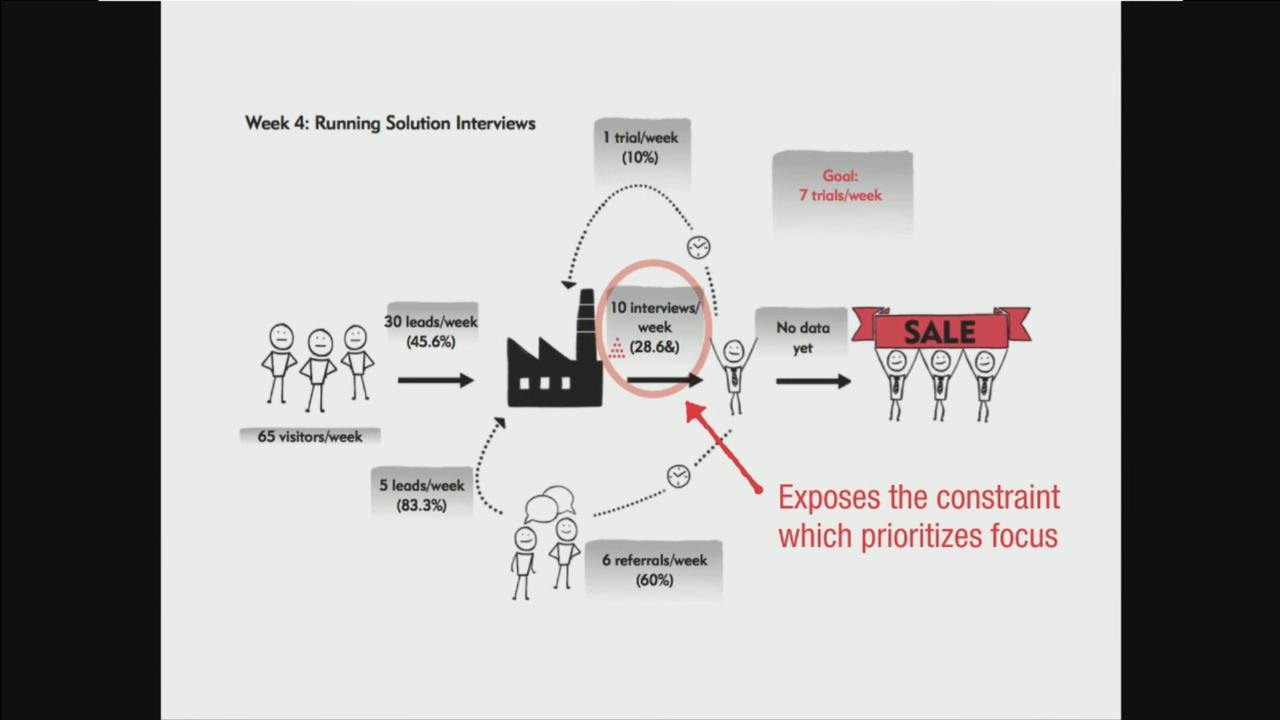 Week 4: Running Solution Interviews
1 trial/week
(10%)
Goal:
7 trials/week
30 leads/week
(45.6%)
10 interviews/
week
(28.6&)
No data
yet
SALE
65 visitors/week
5 leads/week
(83.3%)
6 referrals/week
(60%)
Exposes the constraint
which prioritizes focus